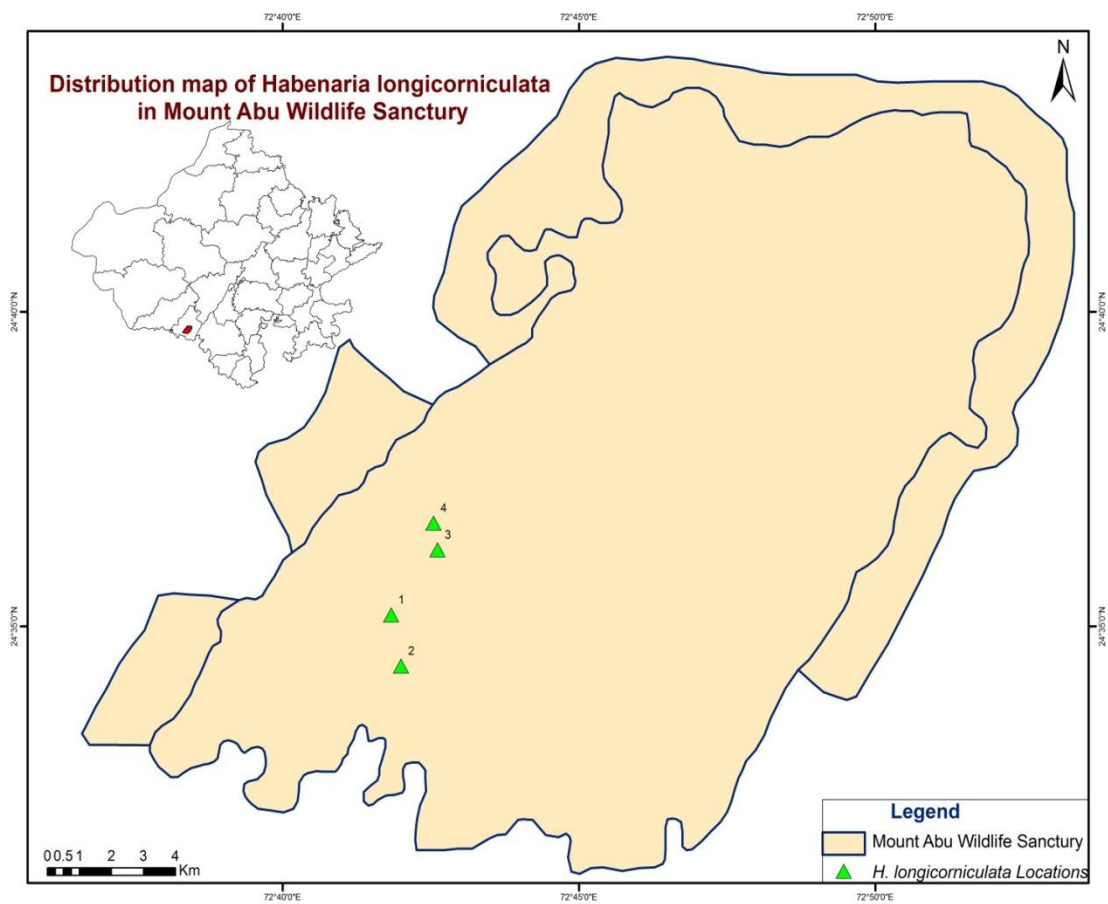 72°40'0"E 72°45'0"E 72°50'0"E
N
Distribution map of Habenaria longicorniculata
in Mount Abu Wildlife Sanctury
24°40'0"N 24°40'0"N
4
3
1
24°35'0"N 24°35'0"N
2
Legend
Mount Abu Wildlife Sanctury
H. longicorniculata Locations
0 0.5 1 2 3 4
Km
72°40'0"E 72°45'0"E 72°50'0"E